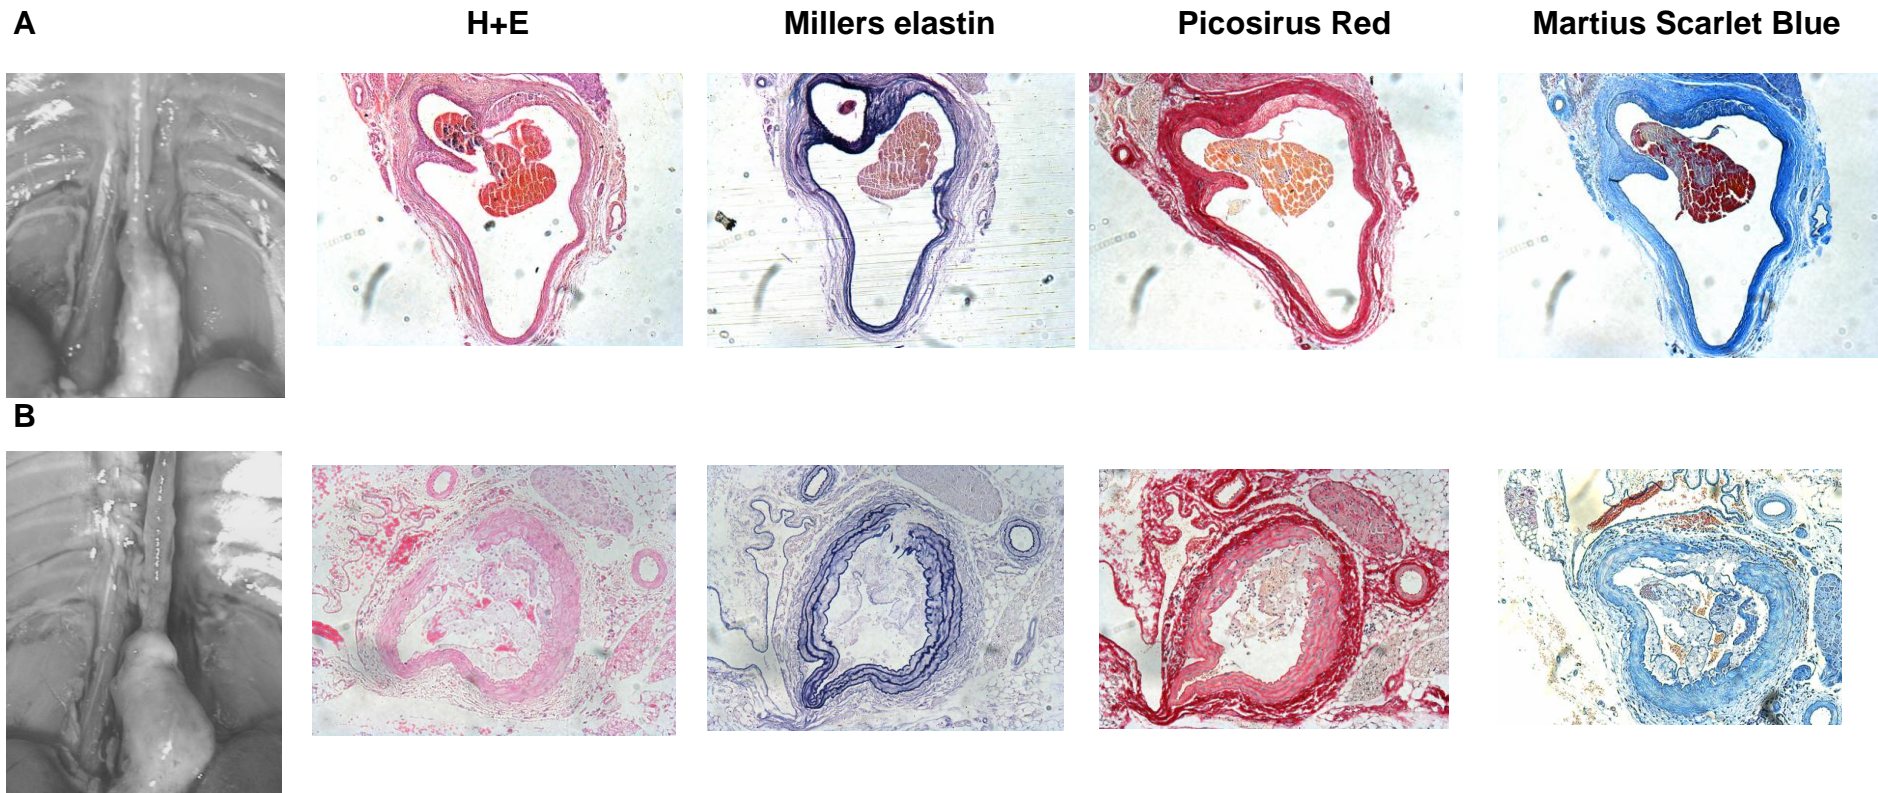 A
H+E
Millers elastin
Picosirus Red
Martius Scarlet Blue
B